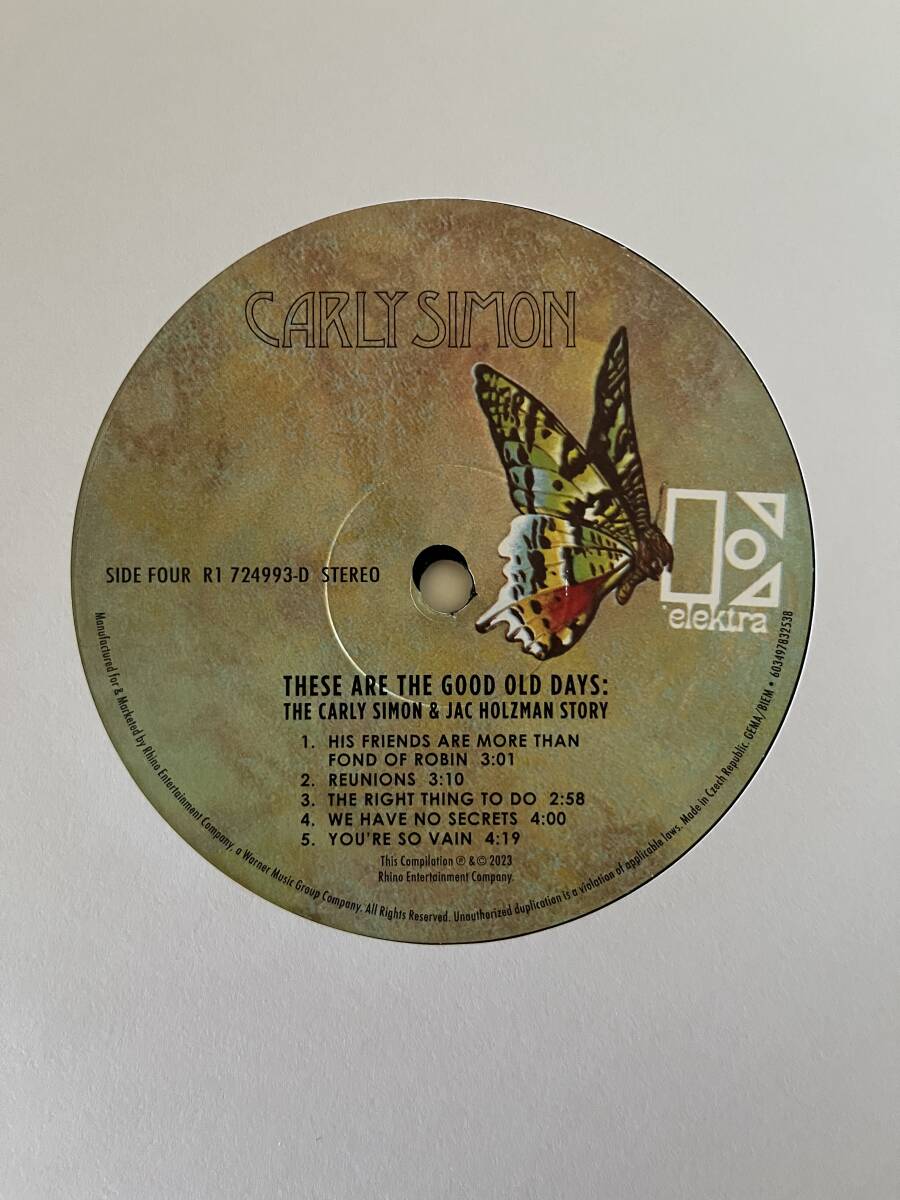 CARLY SIMON
elektra
SIDE FOUR R1 724993-D STEREO
THESE ARE THE GOOD OLD DAYS:
THE CARLY SIMON & JAC HOLZMAN STORY
1. HIS FRIENDS ARE MORE THAN
FOND OF ROBIN 3:01
2. REUNIONS 3:10
3. THE RIGHT THING TO DO 2:58
4. WE HAVE NO SECRETS 4:00
5. YOU'RE SO VAIN 4:19
This Compilation ℗ & © 2023
Rhino Entertainment Company.
Manufactured for & Marketed by Rhino Entertainment Company, a Warner Music Group Company. All Rights Reserved. Unauthorized duplication is a violation of applicable laws. Made in Czech Republic. GEMA/BIEM • 603497832538